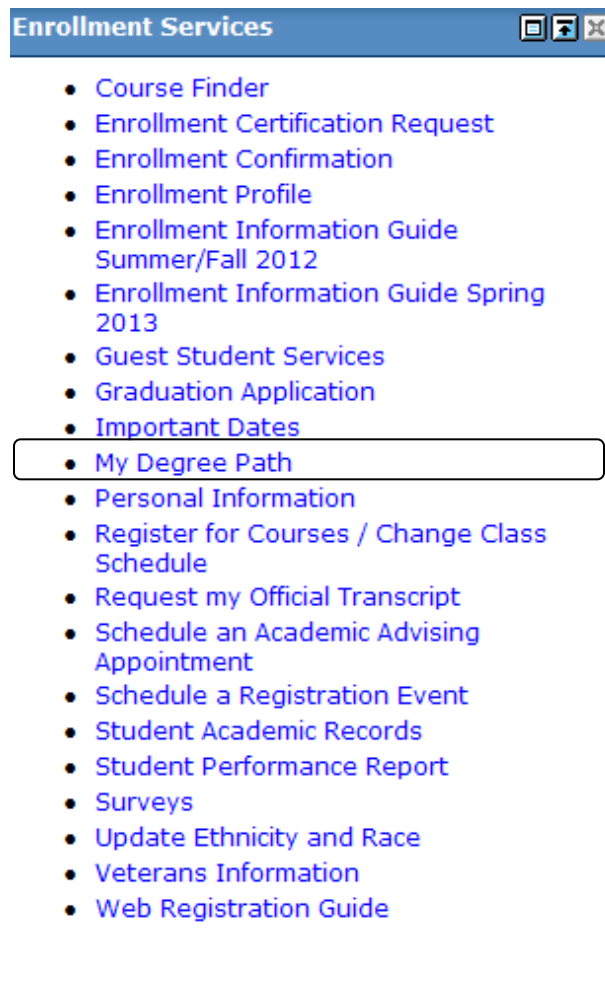 Enrollment Services
• Course Finder
• Enrollment Certification Request
• Enrollment Confirmation
• Enrollment Profile
• Enrollment Information Guide
Summer/Fall 2012
• Enrollment Information Guide Spring
2013
• Guest Student Services
• Graduation Application
• Important Dates
• My Degree Path
• Personal Information
• Register for Courses / Change Class
Schedule
• Request my Official Transcript
• Schedule an Academic Advising
Appointment
• Schedule a Registration Event
• Student Academic Records
• Student Performance Report
• Surveys
• Update Ethnicity and Race
• Veterans Information
• Web Registration Guide